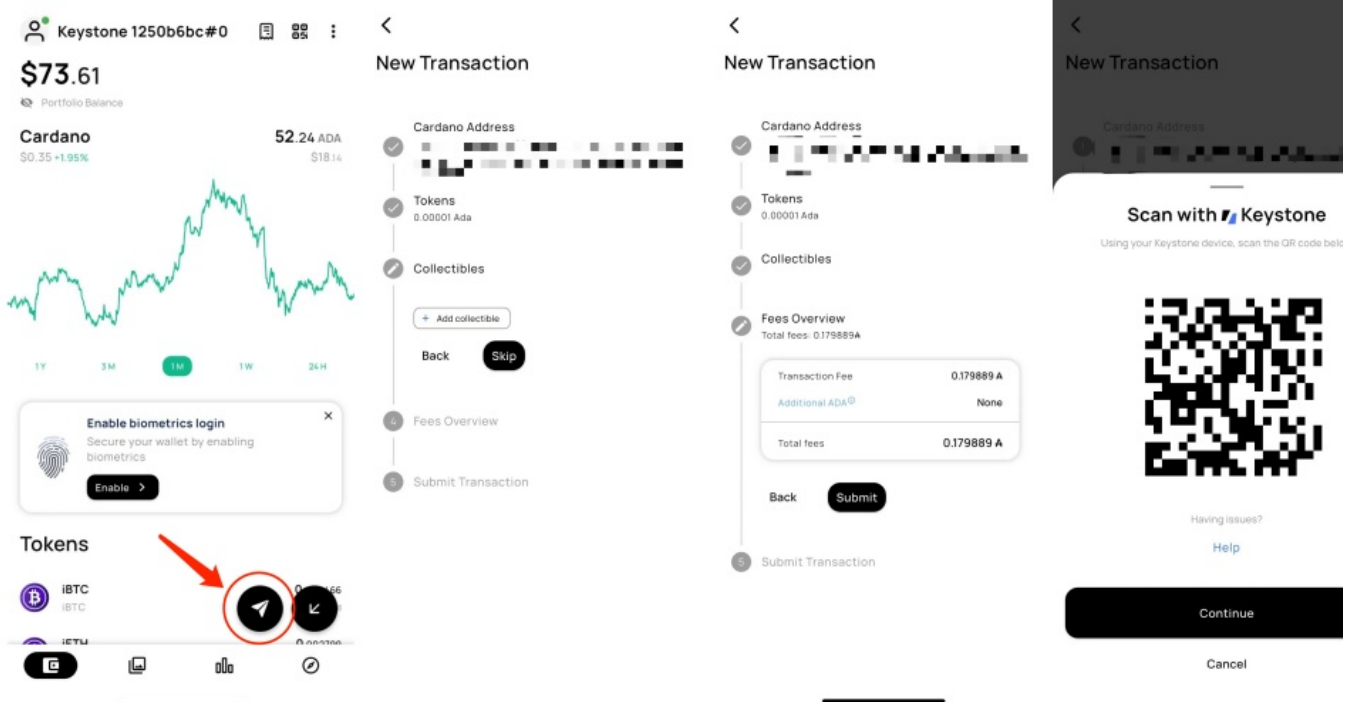 Keystone 1250b6bc#0
$73.61
Portfolio Balance
Cardano
52.24 ADA
$0.35 +1.95%
$18.14
1Y
3M
1M
1W
24H
Enable biometrics login
Secure your wallet by enabling
biometrics
Enable
Tokens
iBTC
iBTC
iETH
New Transaction
Cardano Address
Tokens
0.00001 Ada
Collectibles
+ Add collectible
Back
Skip
4 Fees Overview
5 Submit Transaction
New Transaction
Cardano Address
Tokens
0.00001 Ada
Collectibles
Fees Overview
Total fees: 0.179889₳
Transaction Fee
0.179889 ₳
Additional ADA
None
Total fees
0.179889 ₳
Back
Submit
5 Submit Transaction
New Transaction
Cardano Address
Scan with Keystone
Using your Keystone device, scan the QR code belo
Having issues?
Help
Continue
Cancel